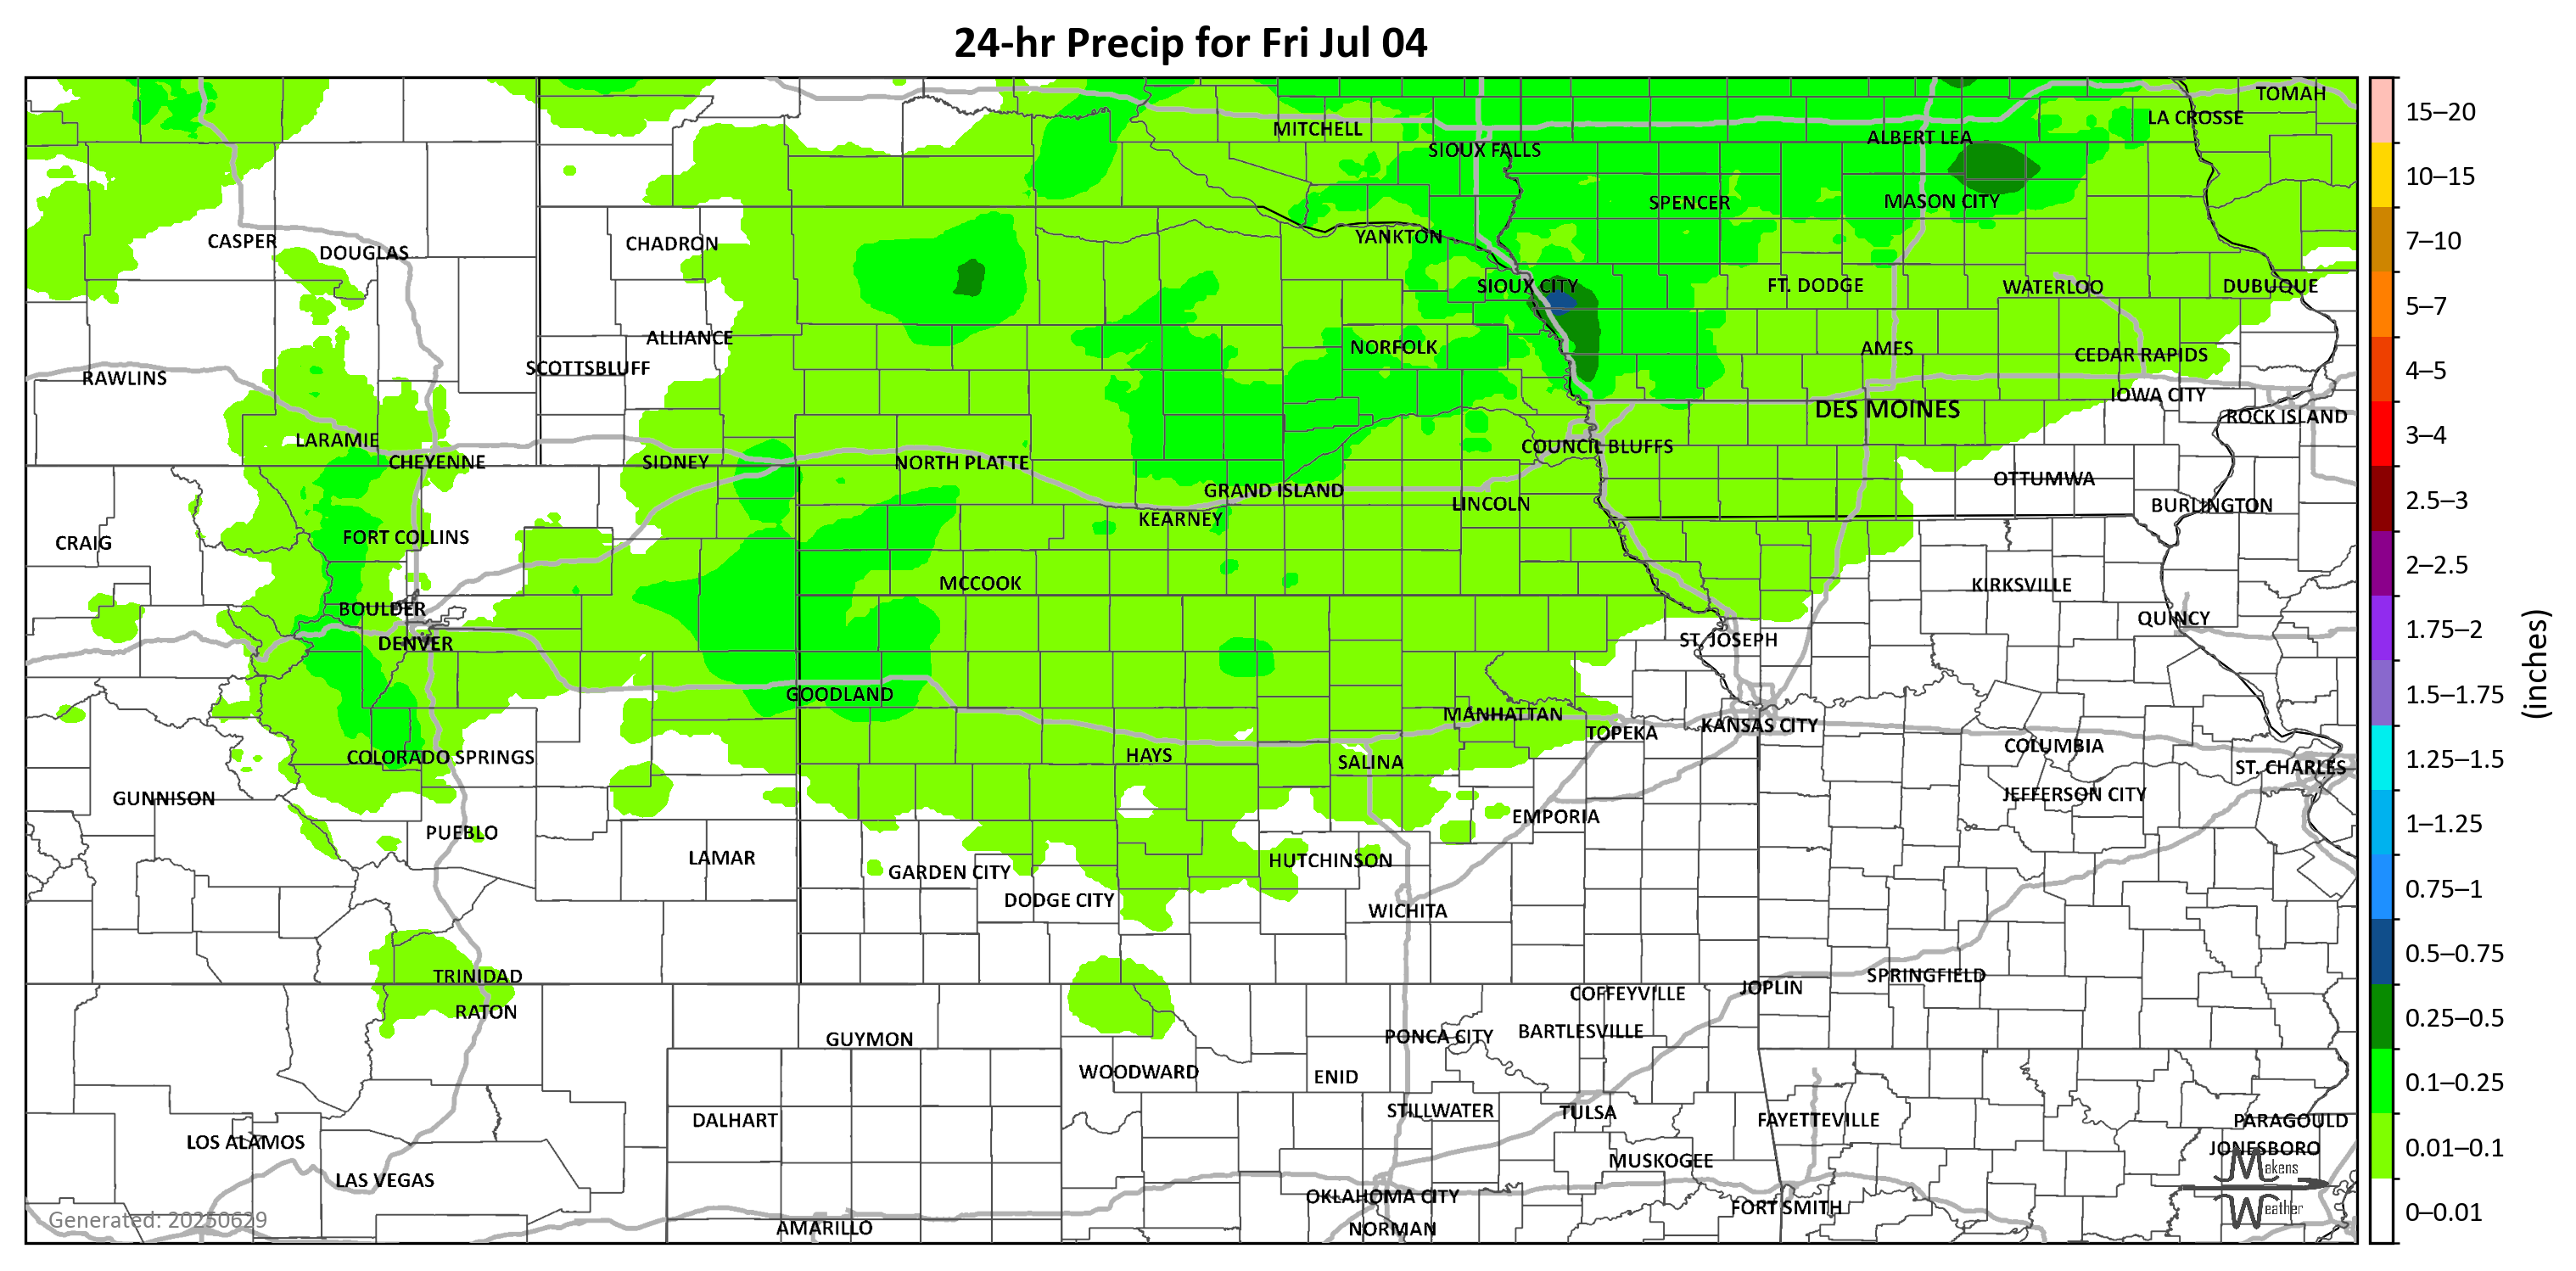 24-hr Precip for Fri Jul 04
TOMAH
LA CROSSE
MITCHELL
ALBERT LEA
SIOUX FALLS
SPENCER
MASON CITY
YANKTON
CASPER
DOUGLAS
CHADRON
SIOUX CITY
FT. DODGE
WATERLOO
DUBUQUE
ALLIANCE
NORFOLK
AMES
CEDAR RAPIDS
SCOTTSBLUFF
RAWLINS
IOWA CITY
DES MOINES
ROCK ISLAND
LARAMIE
COUNCIL BLUFFS
CHEYENNE
SIDNEY
NORTH PLATTE
OTTUMWA
GRAND ISLAND
LINCOLN
BURLINGTON
KEARNEY
FORT COLLINS
CRAIG
MCCOOK
KIRKSVILLE
BOULDER
QUINCY
DENVER
ST. JOSEPH
GOODLAND
MANHATTAN
TOPEKA
KANSAS CITY
COLUMBIA
COLORADO SPRINGS
HAYS
SALINA
ST. CHARLES
GUNNISON
JEFFERSON CITY
EMPORIA
PUEBLO
LAMAR
HUTCHINSON
GARDEN CITY
DODGE CITY
WICHITA
TRINIDAD
SPRINGFIELD
JOPLIN
COFFEYVILLE
RATON
BARTLESVILLE
PONCA CITY
GUYMON
WOODWARD
ENID
STILLWATER
TULSA
DALHART
FAYETTEVILLE
PARAGOULD
LOS ALAMOS
JONESBORO
MUSKOGEE
LAS VEGAS
OKLAHOMA CITY
FORT SMITH
AMARILLO
NORMAN
Makens
Weather
Generated: 20250629
15–20
10–15
7–10
5–7
4–5
3–4
2.5–3
2–2.5
1.75–2
1.5–1.75
1.25–1.5
1–1.25
0.75–1
0.5–0.75
0.25–0.5
0.1–0.25
0.01–0.1
0–0.01
(inches)